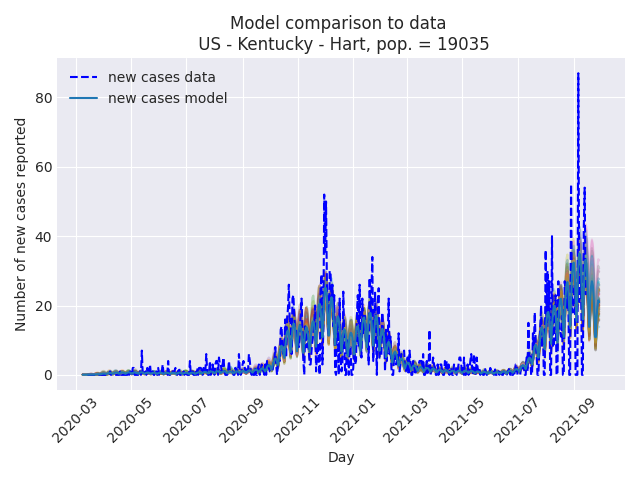 Model comparison to data
US - Kentucky - Hart, pop. = 19035
new cases data
new cases model
Number of new cases reported
80
60
40
20
0
2020-03
2020-05
2020-07
2020-09
2020-11
2021-01
2021-03
2021-05
2021-07
2021-09
Day